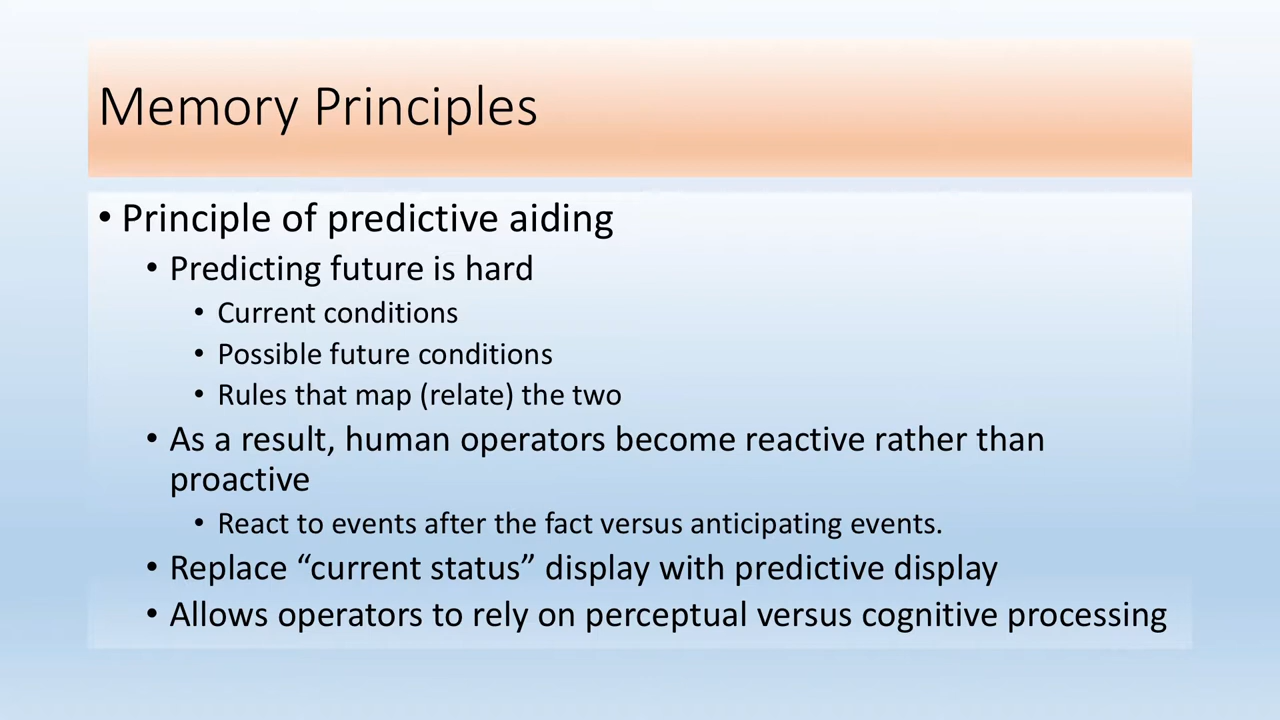 Memory Principles
• Principle of predictive aiding
• Predicting future is hard
• Current conditions
• Possible future conditions
• Rules that map (relate) the two
• As a result, human operators become reactive rather than
proactive
• React to events after the fact versus anticipating events.
• Replace “current status” display with predictive display
• Allows operators to rely on perceptual versus cognitive processing